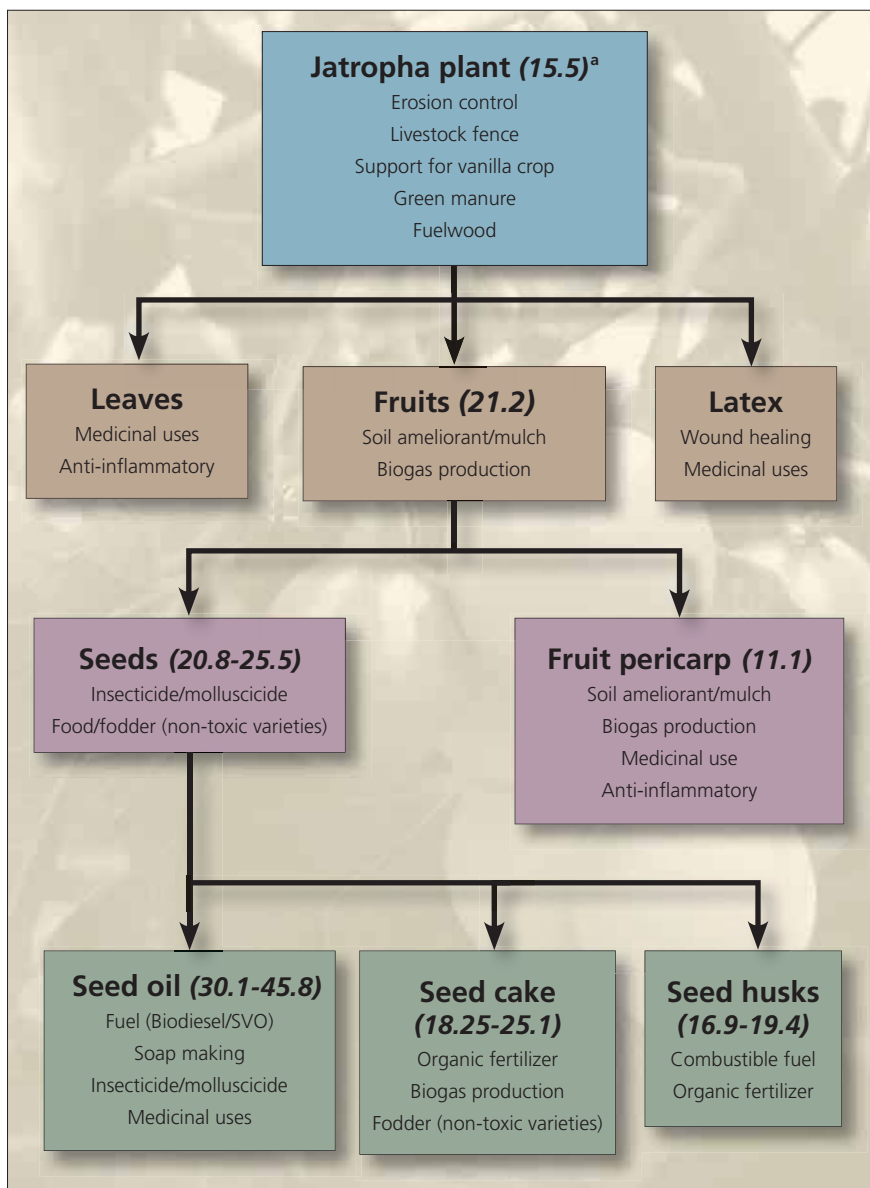 Jatropha plant (15.5)ª
Erosion control
Livestock fence
Support for vanilla crop
Green manure
Fuelwood
Leaves
Medicinal uses
Anti-inflammatory
Fruits (21.2)
Soil ameliorant/mulch
Biogas production
Latex
Wound healing
Medicinal uses
Seeds (20.8-25.5)
Insecticide/molluscicide
Food/fodder (non-toxic varieties)
Fruit pericarp (11.1)
Soil ameliorant/mulch
Biogas production
Medicinal use
Anti-inflammatory
Seed oil (30.1-45.8)
Fuel (Biodiesel/SVO)
Soap making
Insecticide/molluscicide
Medicinal uses
Seed cake
(18.25-25.1)
Organic fertilizer
Biogas production
Fodder (non-toxic varieties)
Seed husks
(16.9-19.4)
Combustible fuel
Organic fertilizer